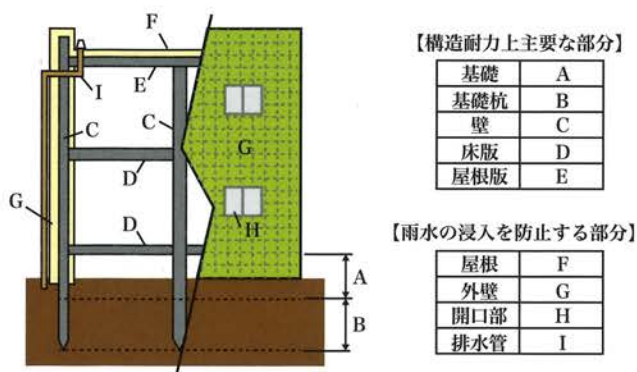 F
I
E
C
C
G
D
G
D
H
A
B
【構造耐力上主要な部分】
基礎 A
基礎杭 B
壁 C
床版 D
屋根版 E
【雨水の浸入を防止する部分】
屋根 F
外壁 G
開口部 H
排水管 I